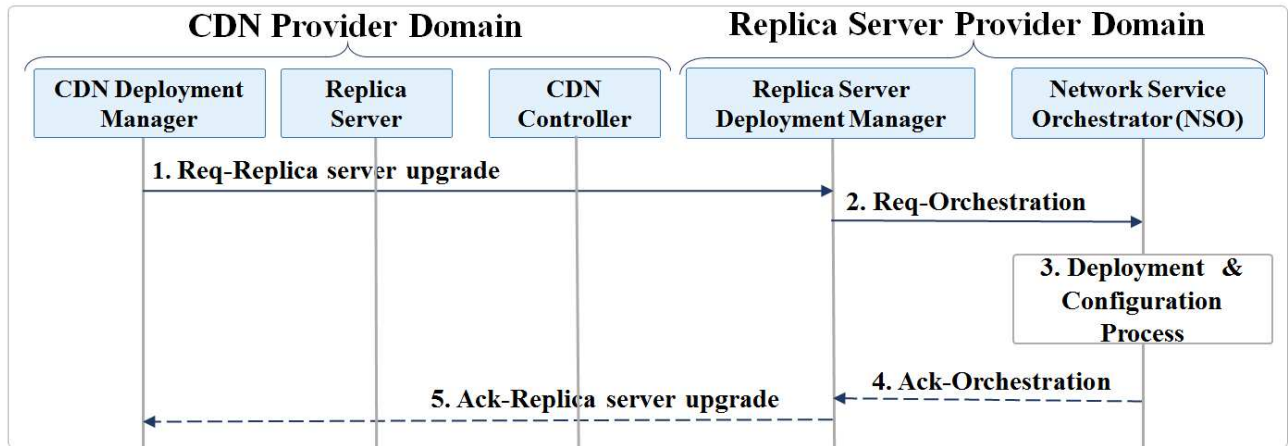 CDN Provider Domain
Replica Server Provider Domain
CDN Deployment
Manager
Replica
Server
CDN
Controller
Replica Server
Deployment Manager
Network Service
Orchestrator (NSO)
1. Req-Replica server upgrade
2. Req-Orchestration
3. Deployment &
Configuration
Process
4. Ack-Orchestration
5. Ack-Replica server upgrade